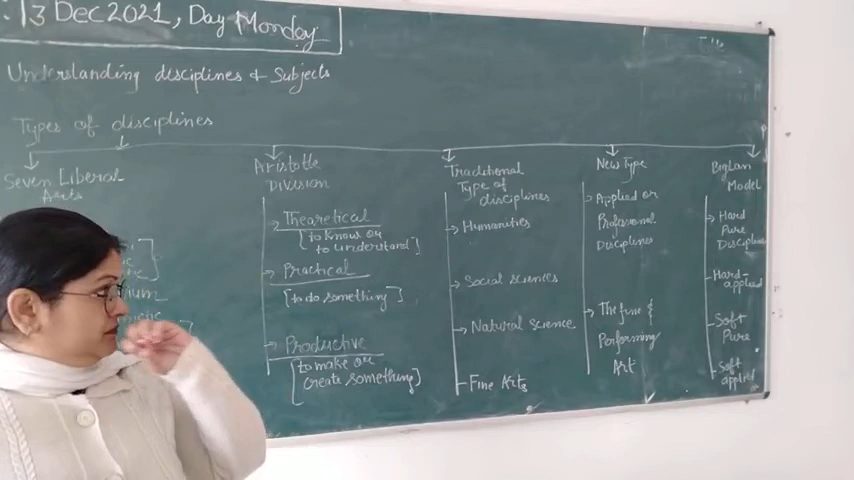 13 Dec 2021, Day Monday
Understanding disciplines & Subjects
Types of disciplines
Seven Liberal
Arts
Aristotle
Division
Theoretical
[to know or
to understand]
Practical
[to do something]
Productive
[to make or
create something]
Traditional
Type of
disciplines
Humanities
Social sciences
Natural Science
Fine Arts
New Type
Applied or
Professional
Disciplines
The fine &
Performing
Art
Biglan
Model
Hard
Pure
Disciplines
Hard-
applied
Soft
Pure
Soft
applied